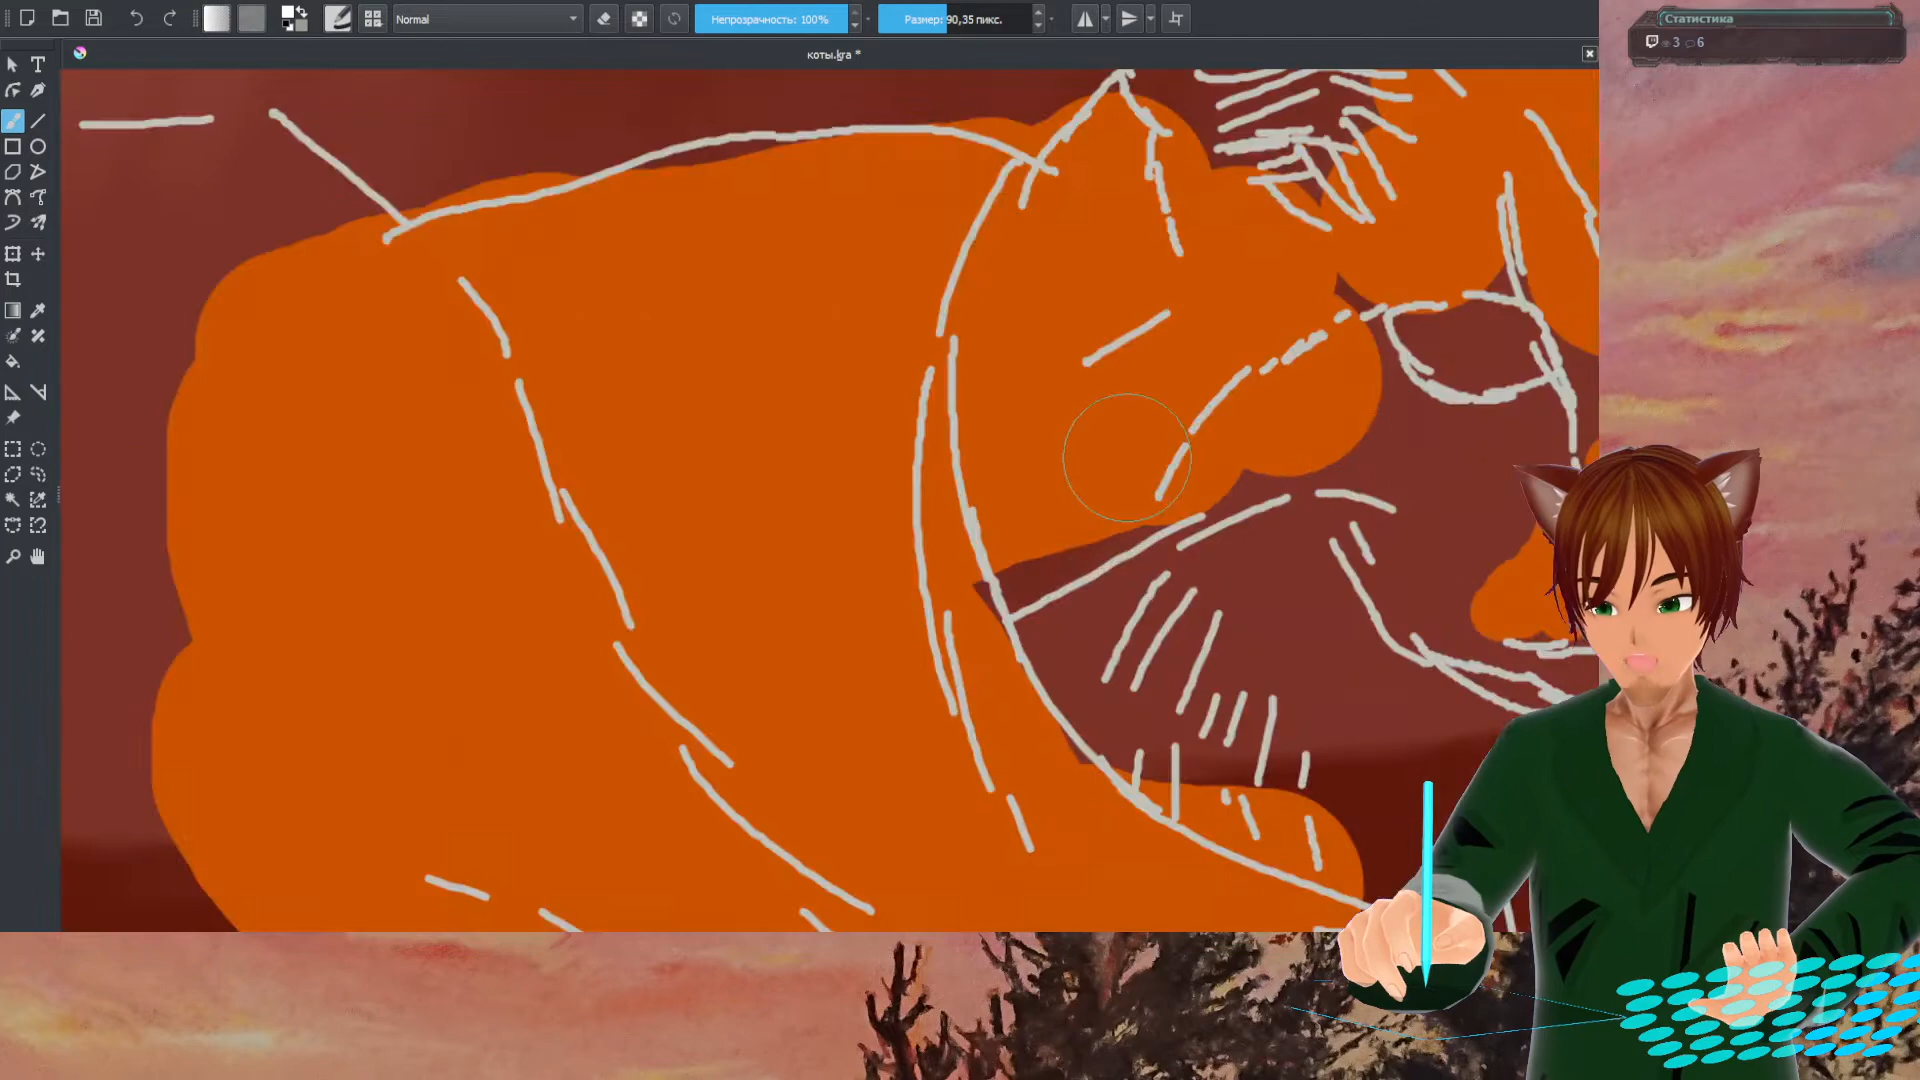 Normal
Непрозрачность: 100%
Размер: 90,35 пикс.
коты.kra *
Статистика
3 6